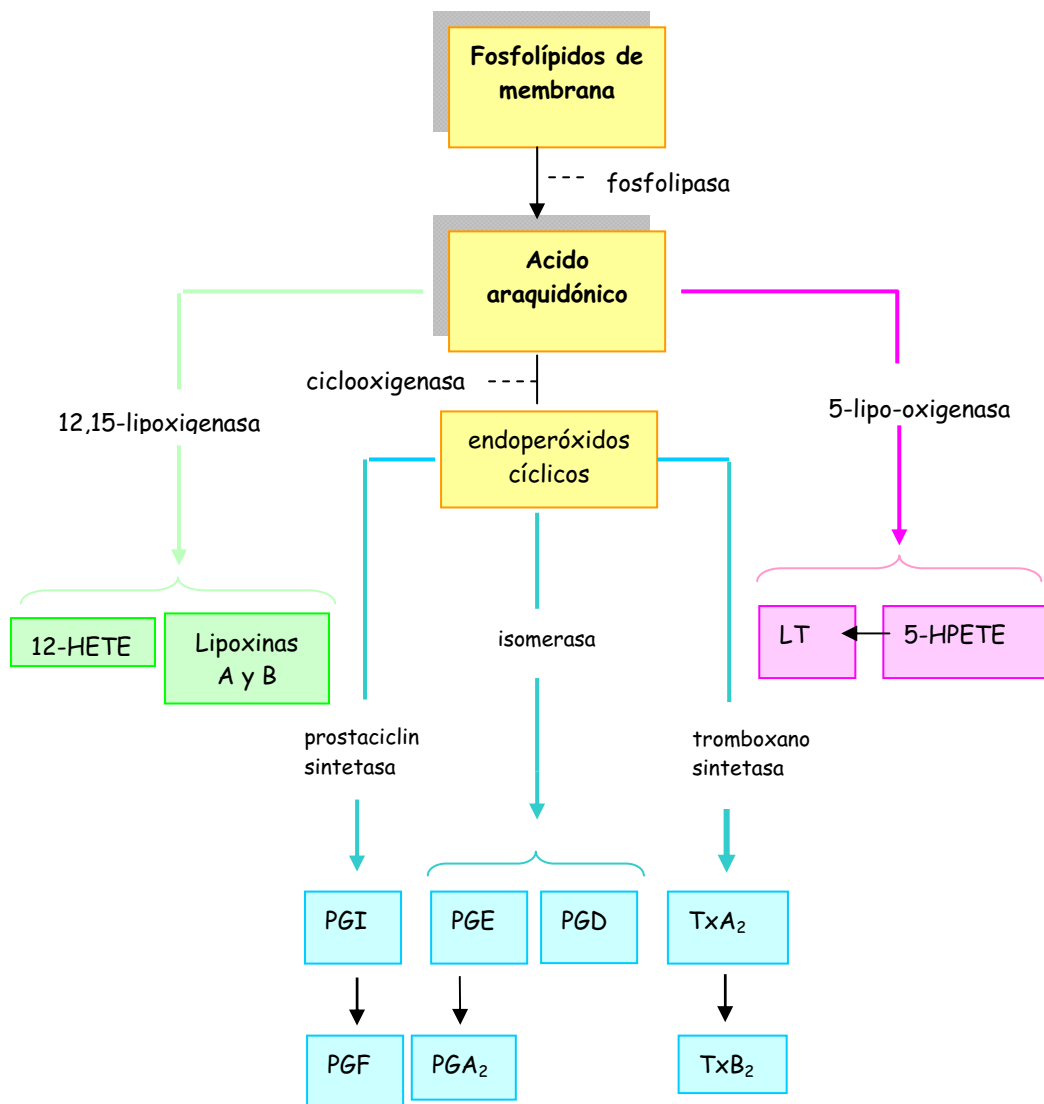 Fosfolípidos de
membrana
fosfolipasa
Acido
araquidónico
ciclooxigenasa
12,15-lipoxigenasa
5-lipo-oxigenasa
endoperóxidos
cíclicos
12-HETE
Lipoxinas
A y B
isomerasa
LT
5-HPETE
prostaciclin
sintetasa
tromboxano
sintetasa
PGI
PGE
PGD
TxA₂
PGF
PGA₂
TxB₂